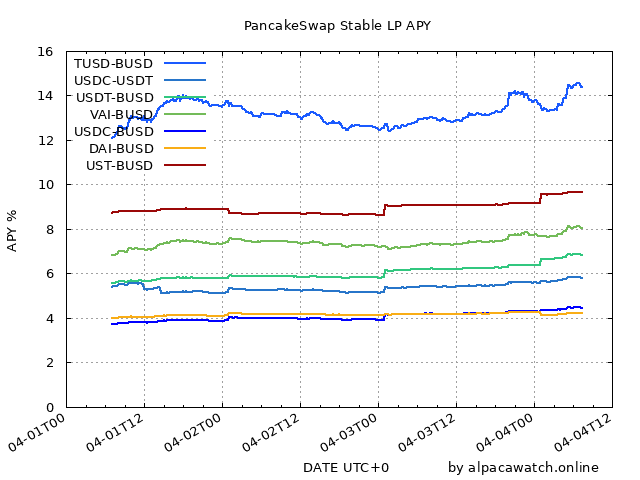 PancakeSwap Stable LP APY
16
14
12
10
8
6
4
2
0
APY %
TUSD-BUSD
USDC-USDT
USDT-BUSD
VAI-BUSD
USDC-BUSD
DAI-BUSD
UST-BUSD
04-01T00
04-01T12
04-02T00
04-02T12
04-03T00
04-03T12
04-04T00
04-04T12
DATE UTC+0
by alpacawatch.online